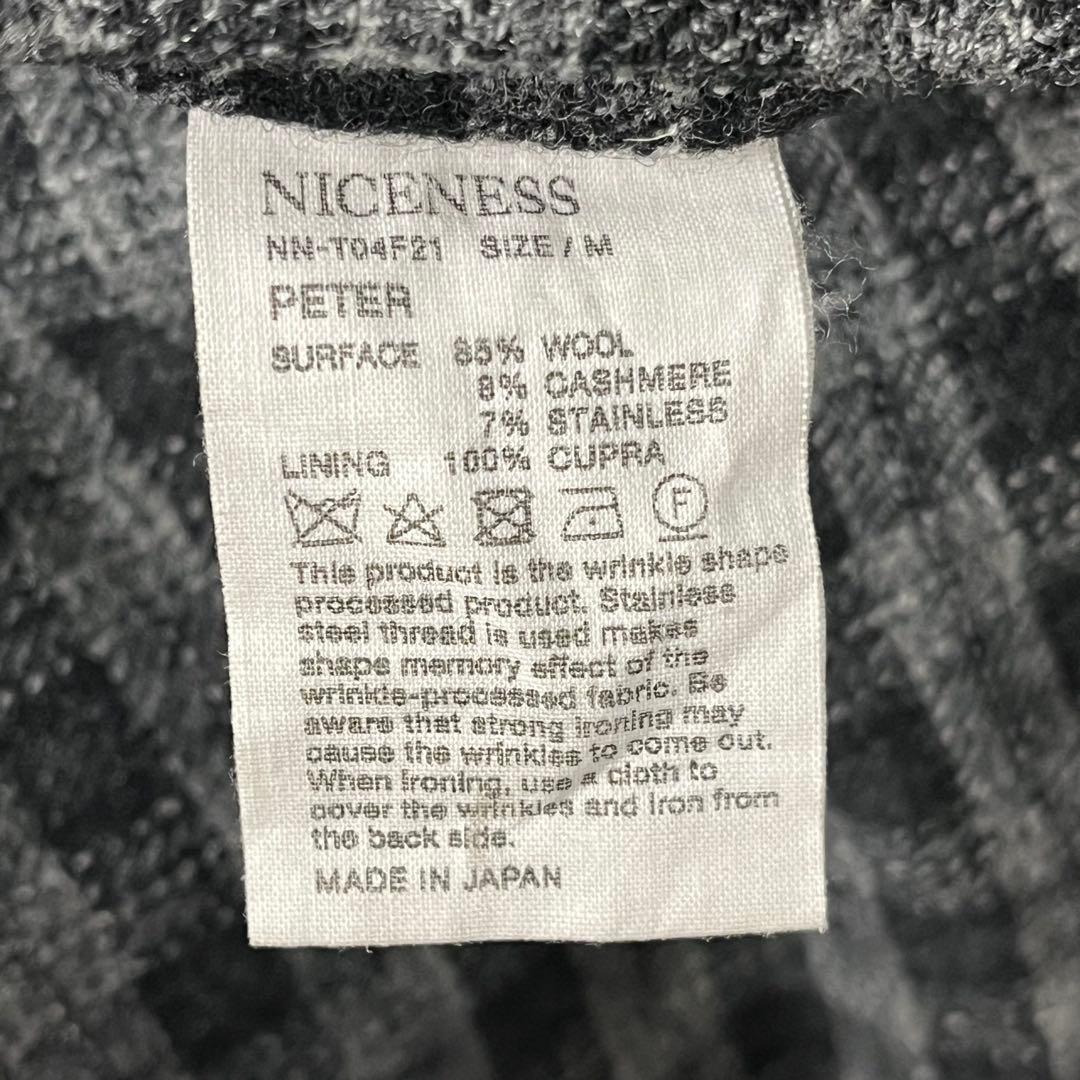 NICENESS
NN-T04F21 SIZE / M
PETER
SURFACE 85% WOOL
8% CASHMERE
7% STAINLESS
LINING 100% CUPRA
P
This product is the wrinkle shape
processed product. Stainless
steel thread is used makes
shape memory effect of the
wrinkle-processed fabric. Be
aware that strong ironing may
cause the wrinkles to come out.
When ironing, use a cloth to
cover the wrinkles and iron from
the back side.
MADE IN JAPAN